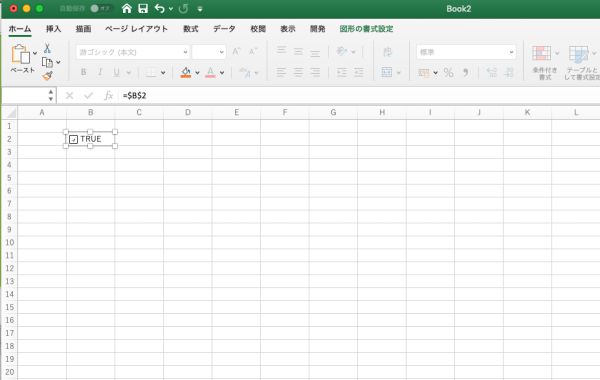 自動保存 オフ Book2
ホーム 挿入 描画 ページ レイアウト 数式 データ 校閲 表示 開発 図形の書式設定
ペースト 游ゴシック (本文) A^ A˅ 標準
B I U A %
条件付き 書式 テーブルと して書式設定
fx =$B$2
A B C D E F G H I J K L
1
2 TRUE
3
4
5
6
7
8
9
10
11
12
13
14
15
16
17
18
19
20